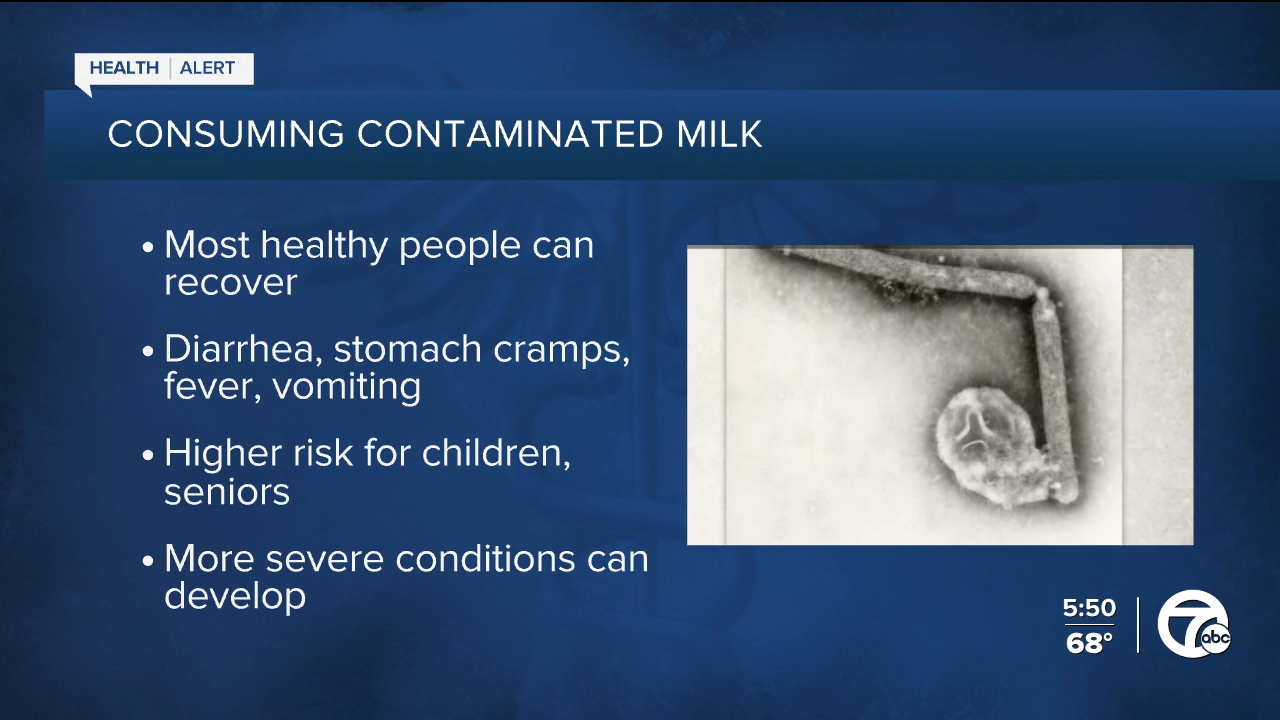 HEALTH | ALERT
CONSUMING CONTAMINATED MILK
• Most healthy people can
recover
• Diarrhea, stomach cramps,
fever, vomiting
• Higher risk for children,
seniors
• More severe conditions can
develop
5:50
68°
7 abc